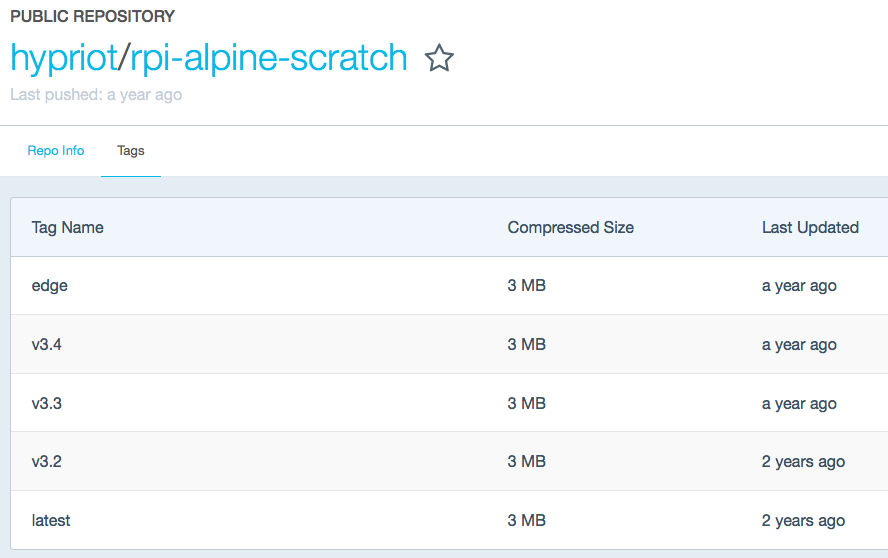 PUBLIC REPOSITORY
hypriot/rpi-alpine-scratch
Last pushed: a year ago
Repo Info Tags
Tag Name Compressed Size Last Updated
edge 3 MB a year ago
v3.4 3 MB a year ago
v3.3 3 MB a year ago
v3.2 3 MB 2 years ago
latest 3 MB 2 years ago